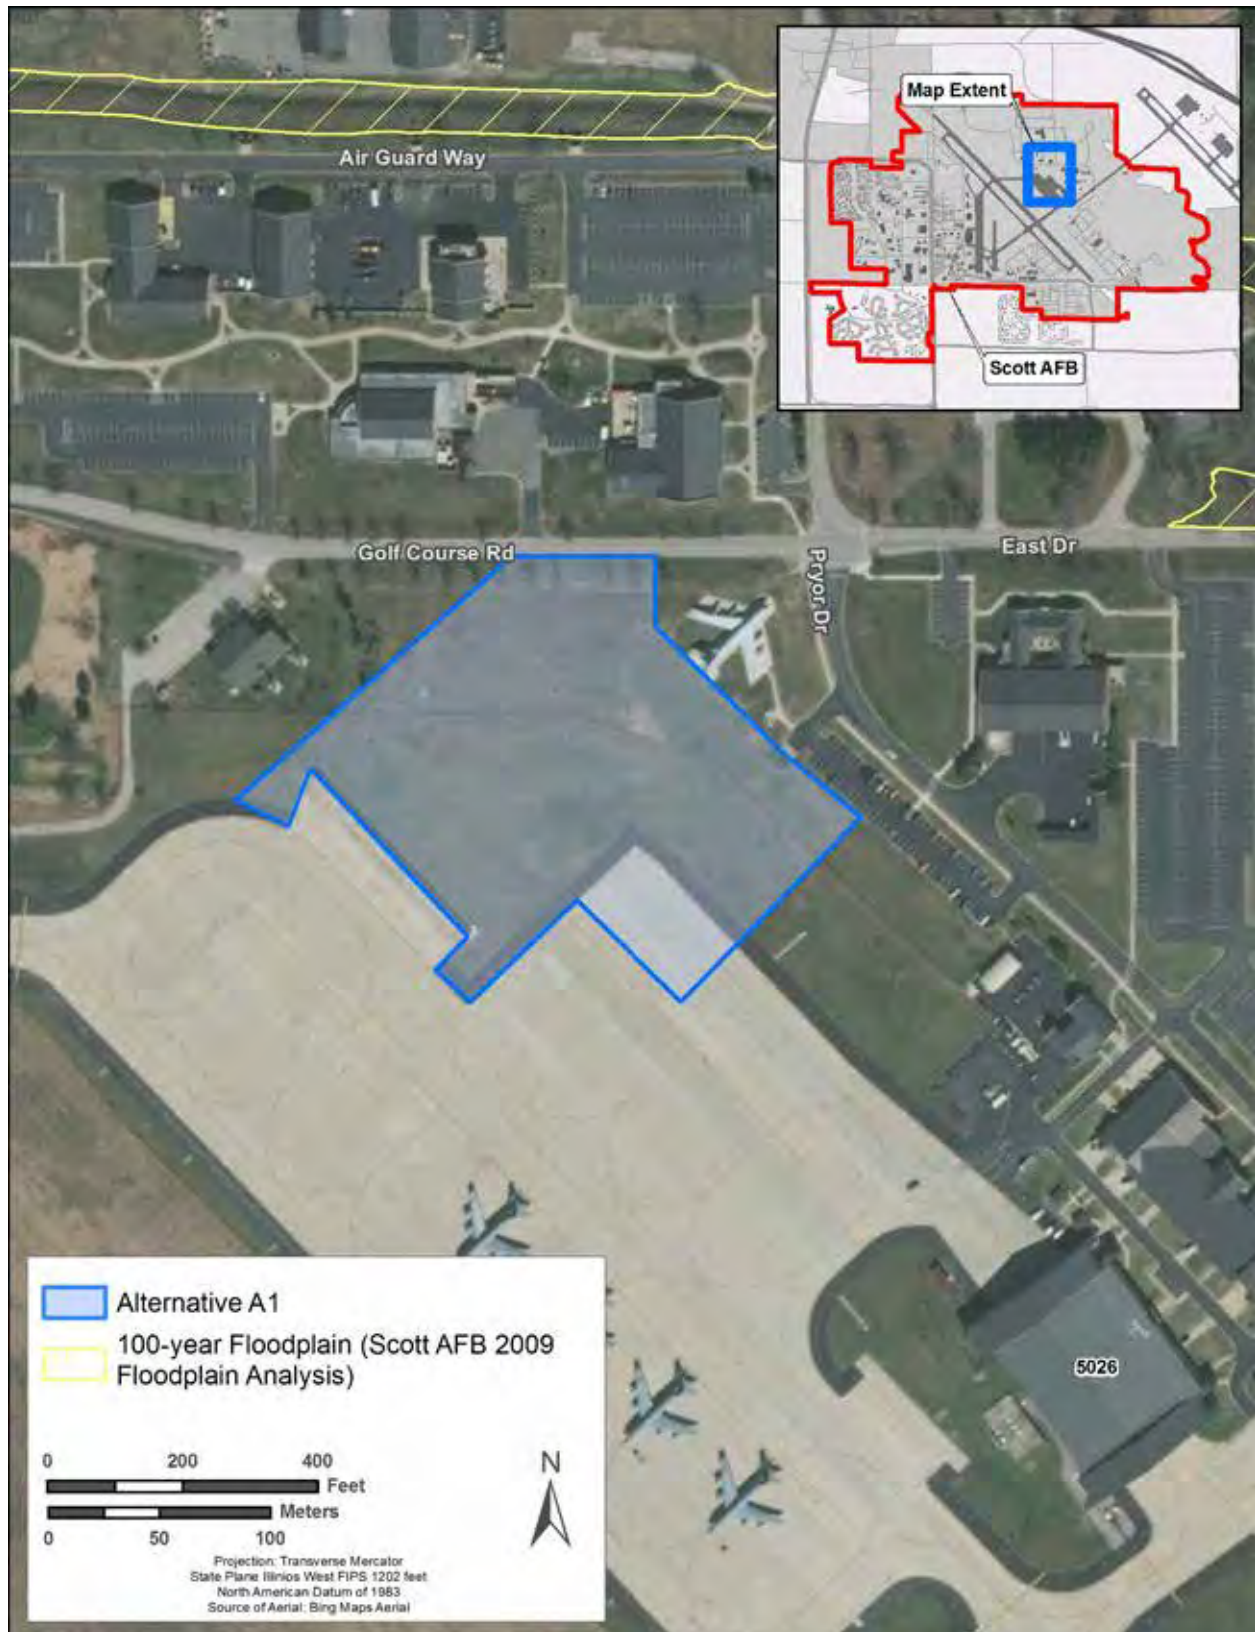 Map Extent
Scott AFB
Air Guard Way
Golf Course Rd
East Dr
Pryor Dr
5026
Alternative A1
100-year Floodplain (Scott AFB 2009
Floodplain Analysis)
0 200 400
Feet
Meters
0 50 100
N
Projection: Transverse Mercator
State Plane Illinios West FIPS 1202 feet
North American Datum of 1983
Source of Aerial: Bing Maps Aerial